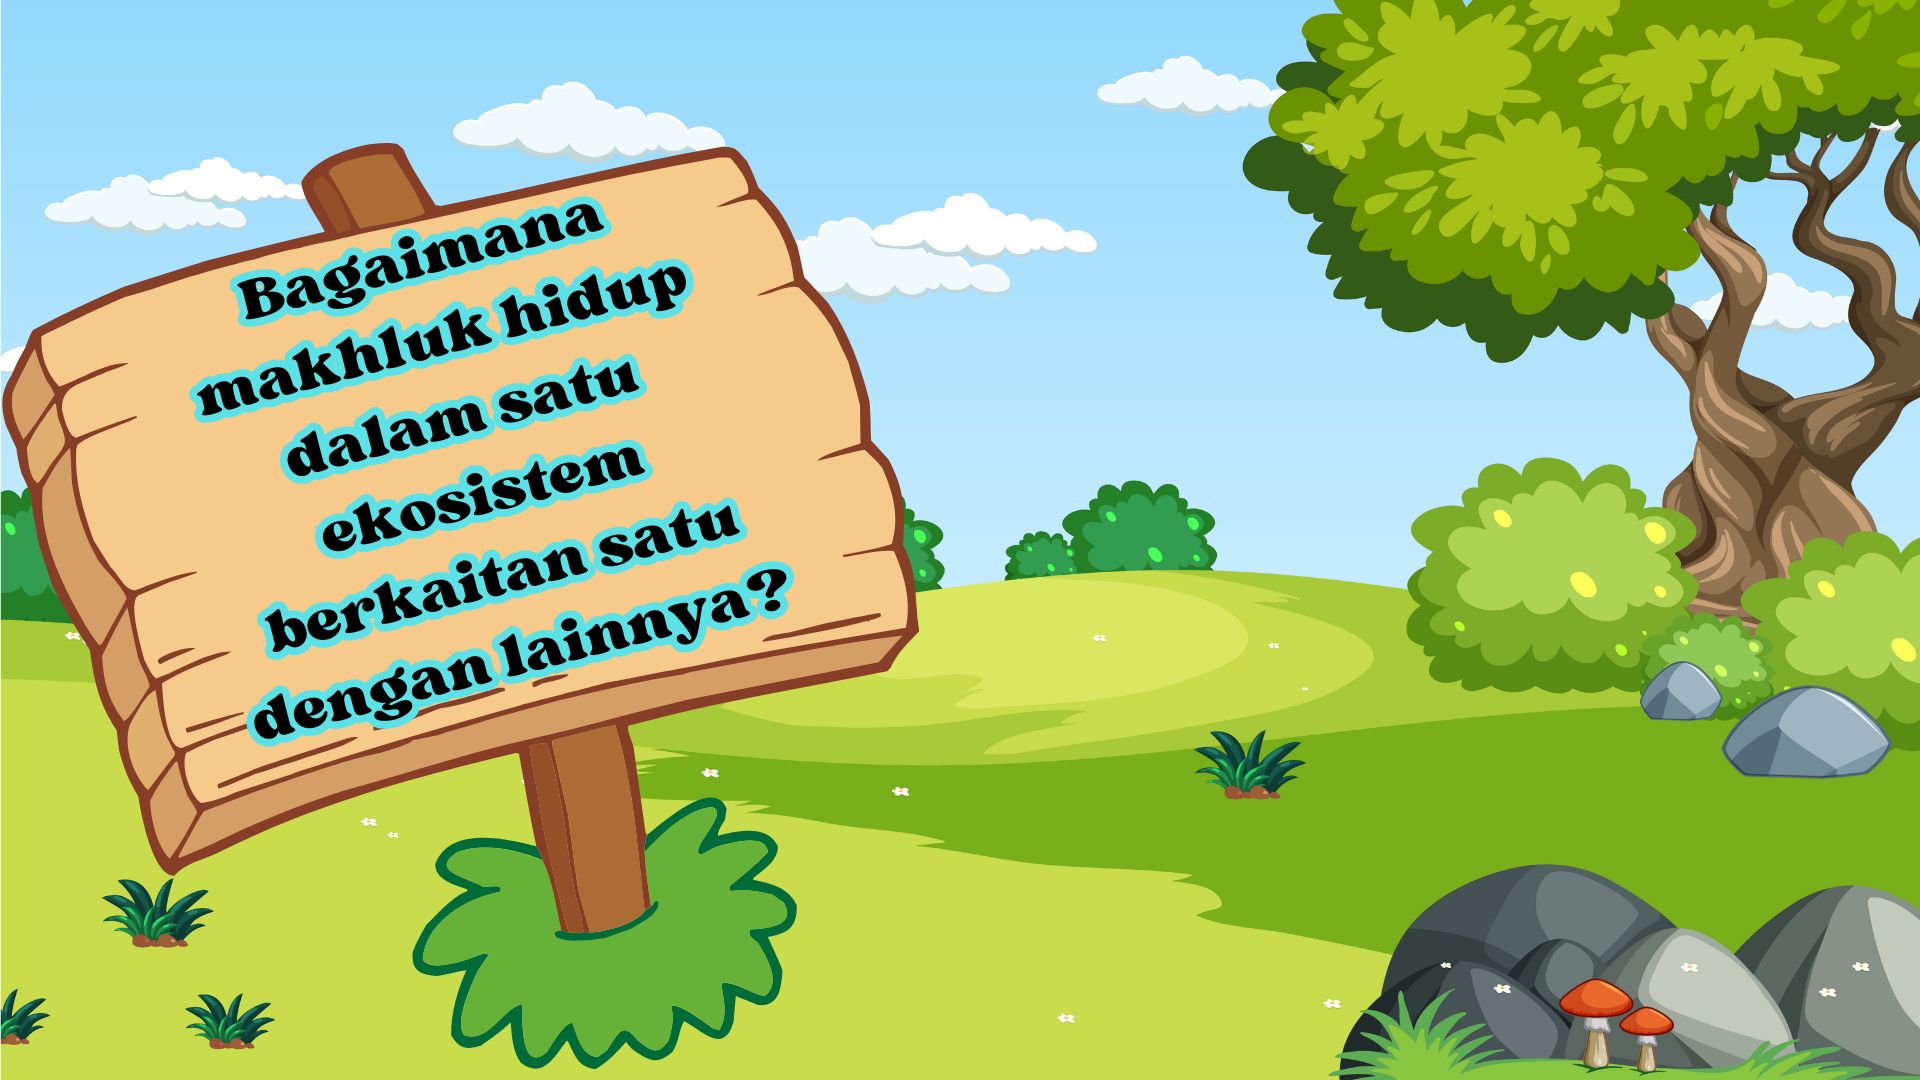 Bagaimana
makhluk hidup
dalam satu
ekosistem
berkaitan satu
dengan lainnya?